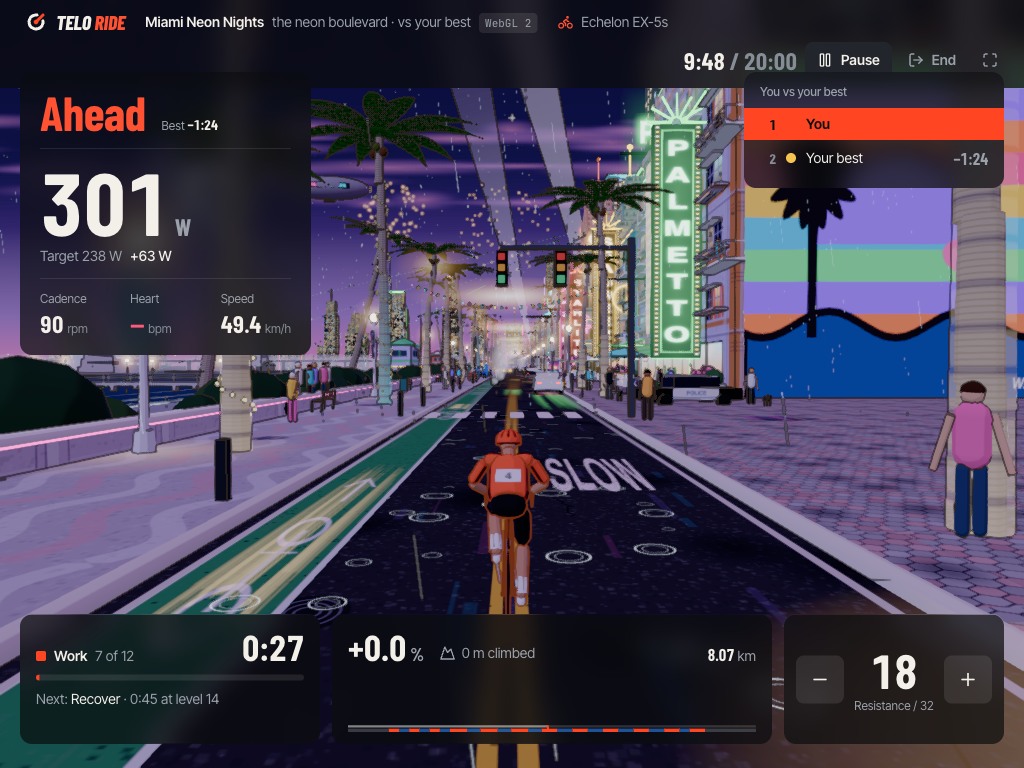 TELO RIDE Miami Neon Nights the neon boulevard · vs your best WebGL 2 Echelon EX-5s
9:48 / 20:00 Pause End
Ahead Best −1:24
301 W
Target 238 W +63 W
Cadence Heart Speed
90 rpm — bpm 49.4 km/h
You vs your best
1 You
2 Your best −1:24
PALMETTO
POLICE
4
SLOW
Work 7 of 12 0:27
Next: Recover · 0:45 at level 14
+0.0 % 0 m climbed 8.07 km
− 18 +
Resistance / 32